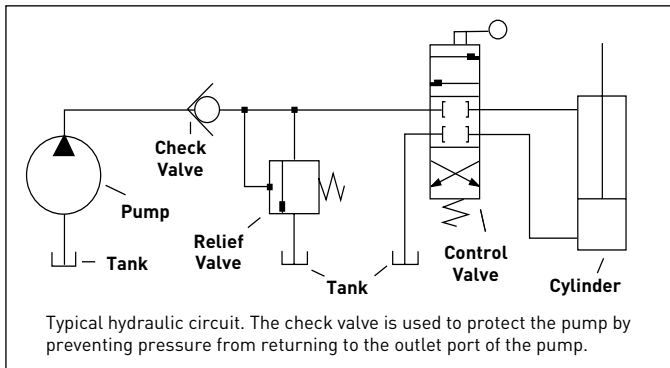 Check
Valve
Pump
Tank
Relief
Valve
Tank
Control
Valve
Cylinder
Typical hydraulic circuit. The check valve is used to protect the pump by
preventing pressure from returning to the outlet port of the pump.